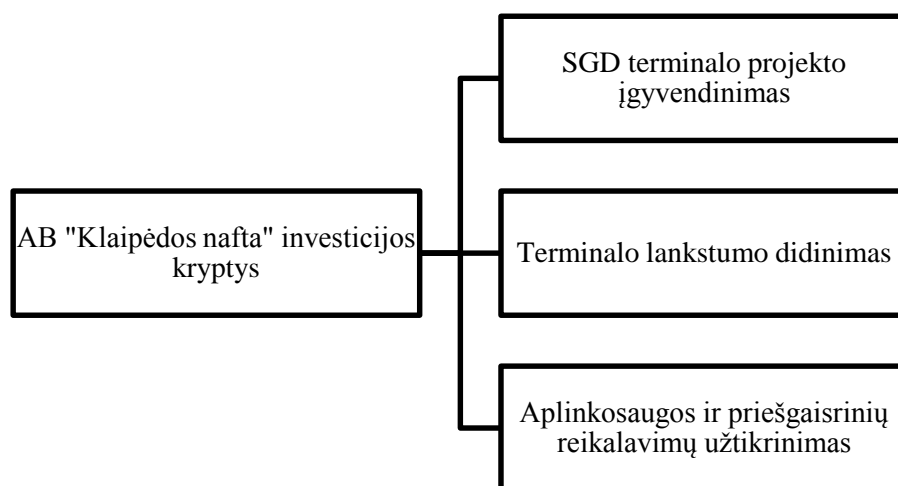 SGD terminalo projekto
įgyvendinimas
AB "Klaipėdos nafta" investicijos
kryptys
Terminalo lankstumo didinimas
Aplinkosaugos ir priešgaisrinių
reikalavimų užtikrinimas